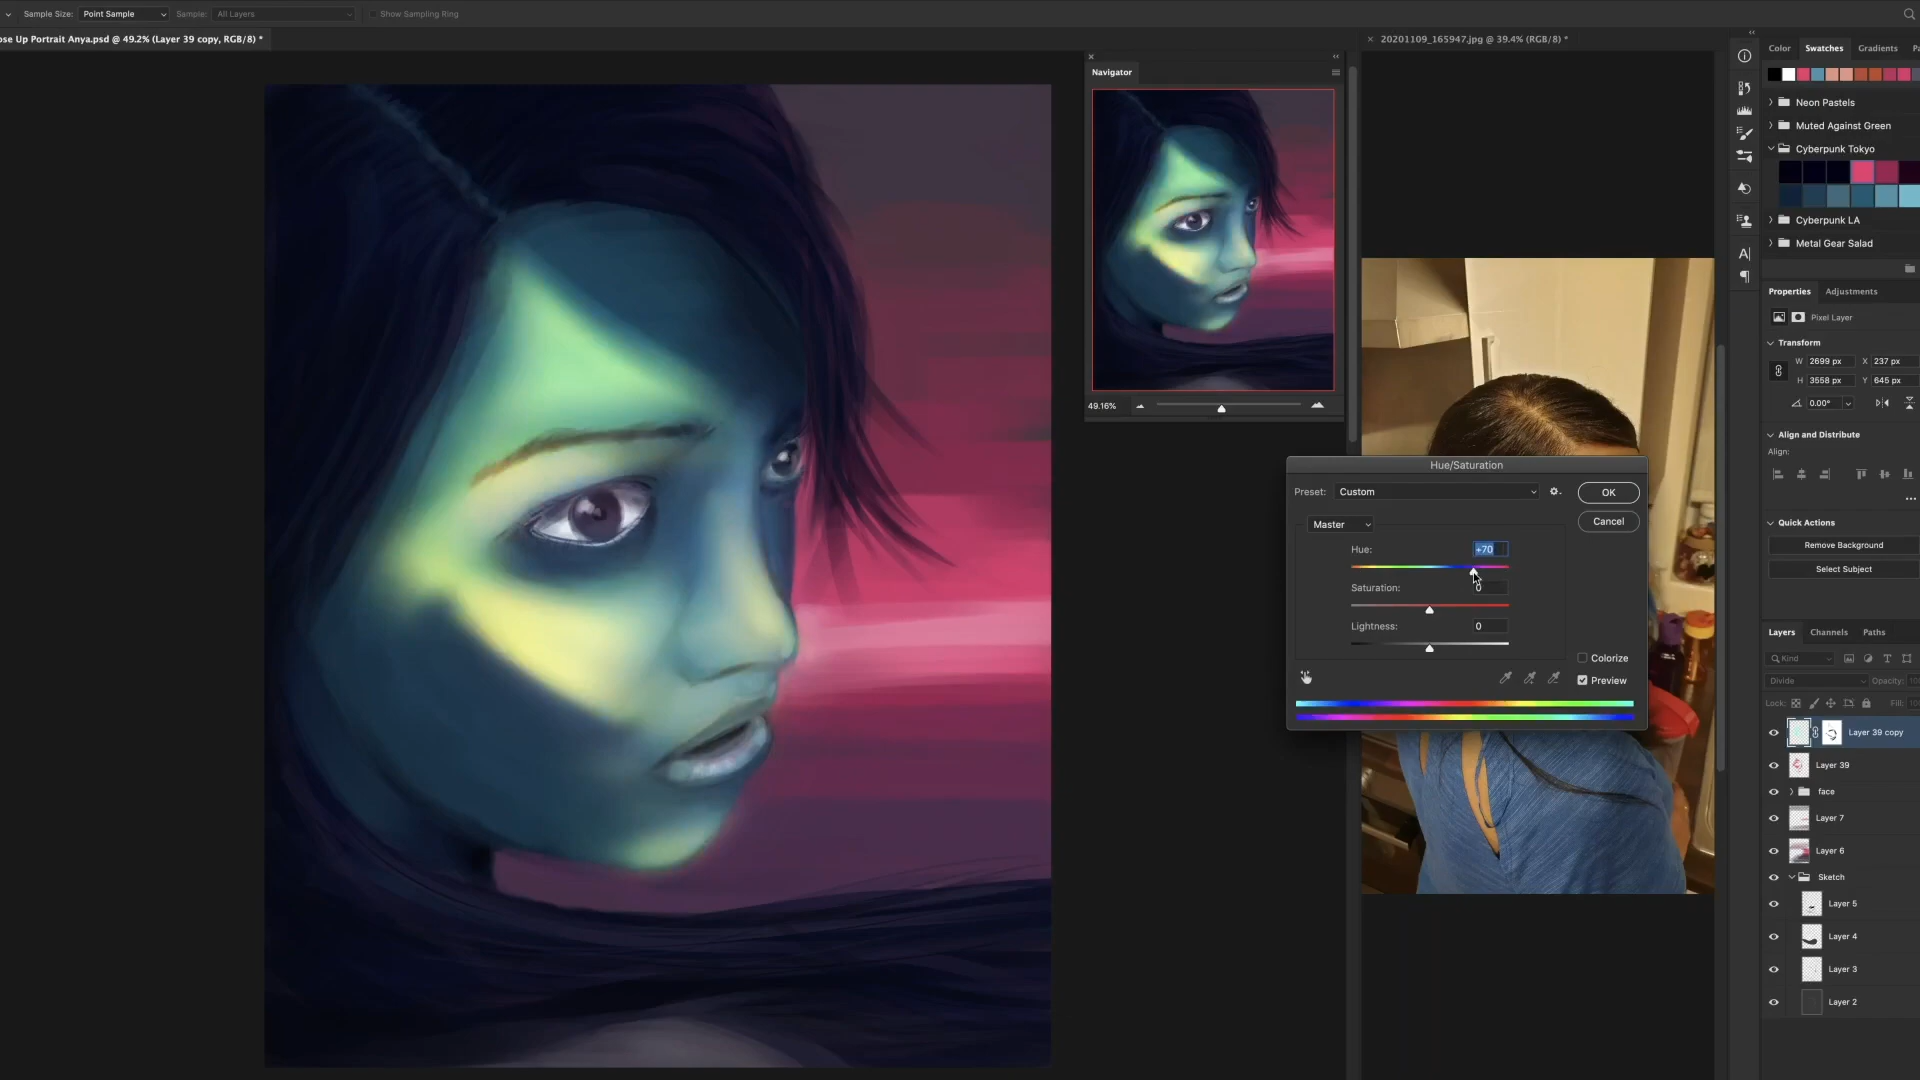 Sample Size: Point Sample Sample: All Layers Show Sampling Ring
ose Up Portrait Anya.psd @ 49.2% (Layer 39 copy, RGB/8) *
20201109_165947.jpg @ 39.4% (RGB/8) *
Navigator
49.16%
Hue/Saturation
Preset: Custom
OK
Cancel
Master
Hue: +70
Saturation: 0
Lightness: 0
Colorize
Preview
Color Swatches Gradients Pa
Neon Pastels
Muted Against Green
Cyberpunk Tokyo
Cyberpunk LA
Metal Gear Salad
Properties Adjustments
Pixel Layer
Transform
W 2699 px X 237 px
H 3558 px Y 645 px
0.00°
Align and Distribute
Align:
Quick Actions
Remove Background
Select Subject
Layers Channels Paths
Kind
Divide Opacity: 10
Lock: Fill: 10
Layer 39 copy
Layer 39
face
Layer 7
Layer 6
Sketch
Layer 5
Layer 4
Layer 3
Layer 2